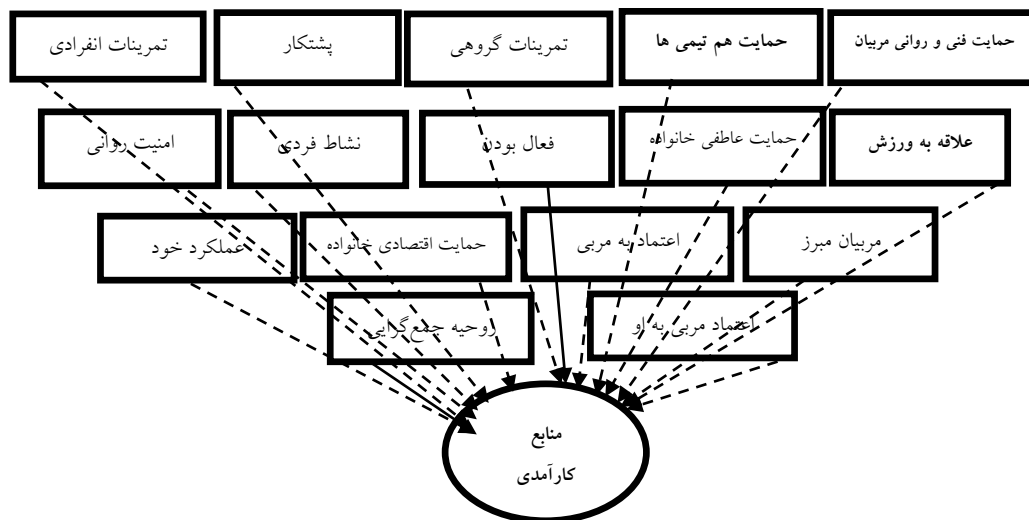 حمایت فنی و روانی مربیان
حمایت هم تیمی ها
تمرینات گروهی
پشتکار
تمرینات انفرادی
علاقه به ورزش
حمایت عاطفی خانواده
فعال بودن
نشاط فردی
امنیت روانی
مربیان مبرز
اعتماد به مربی
حمایت اقتصادی خانواده
عملکرد خود
اعتماد مربی به او
روحیه جمع‌گرایی
منابع
کارآمدی